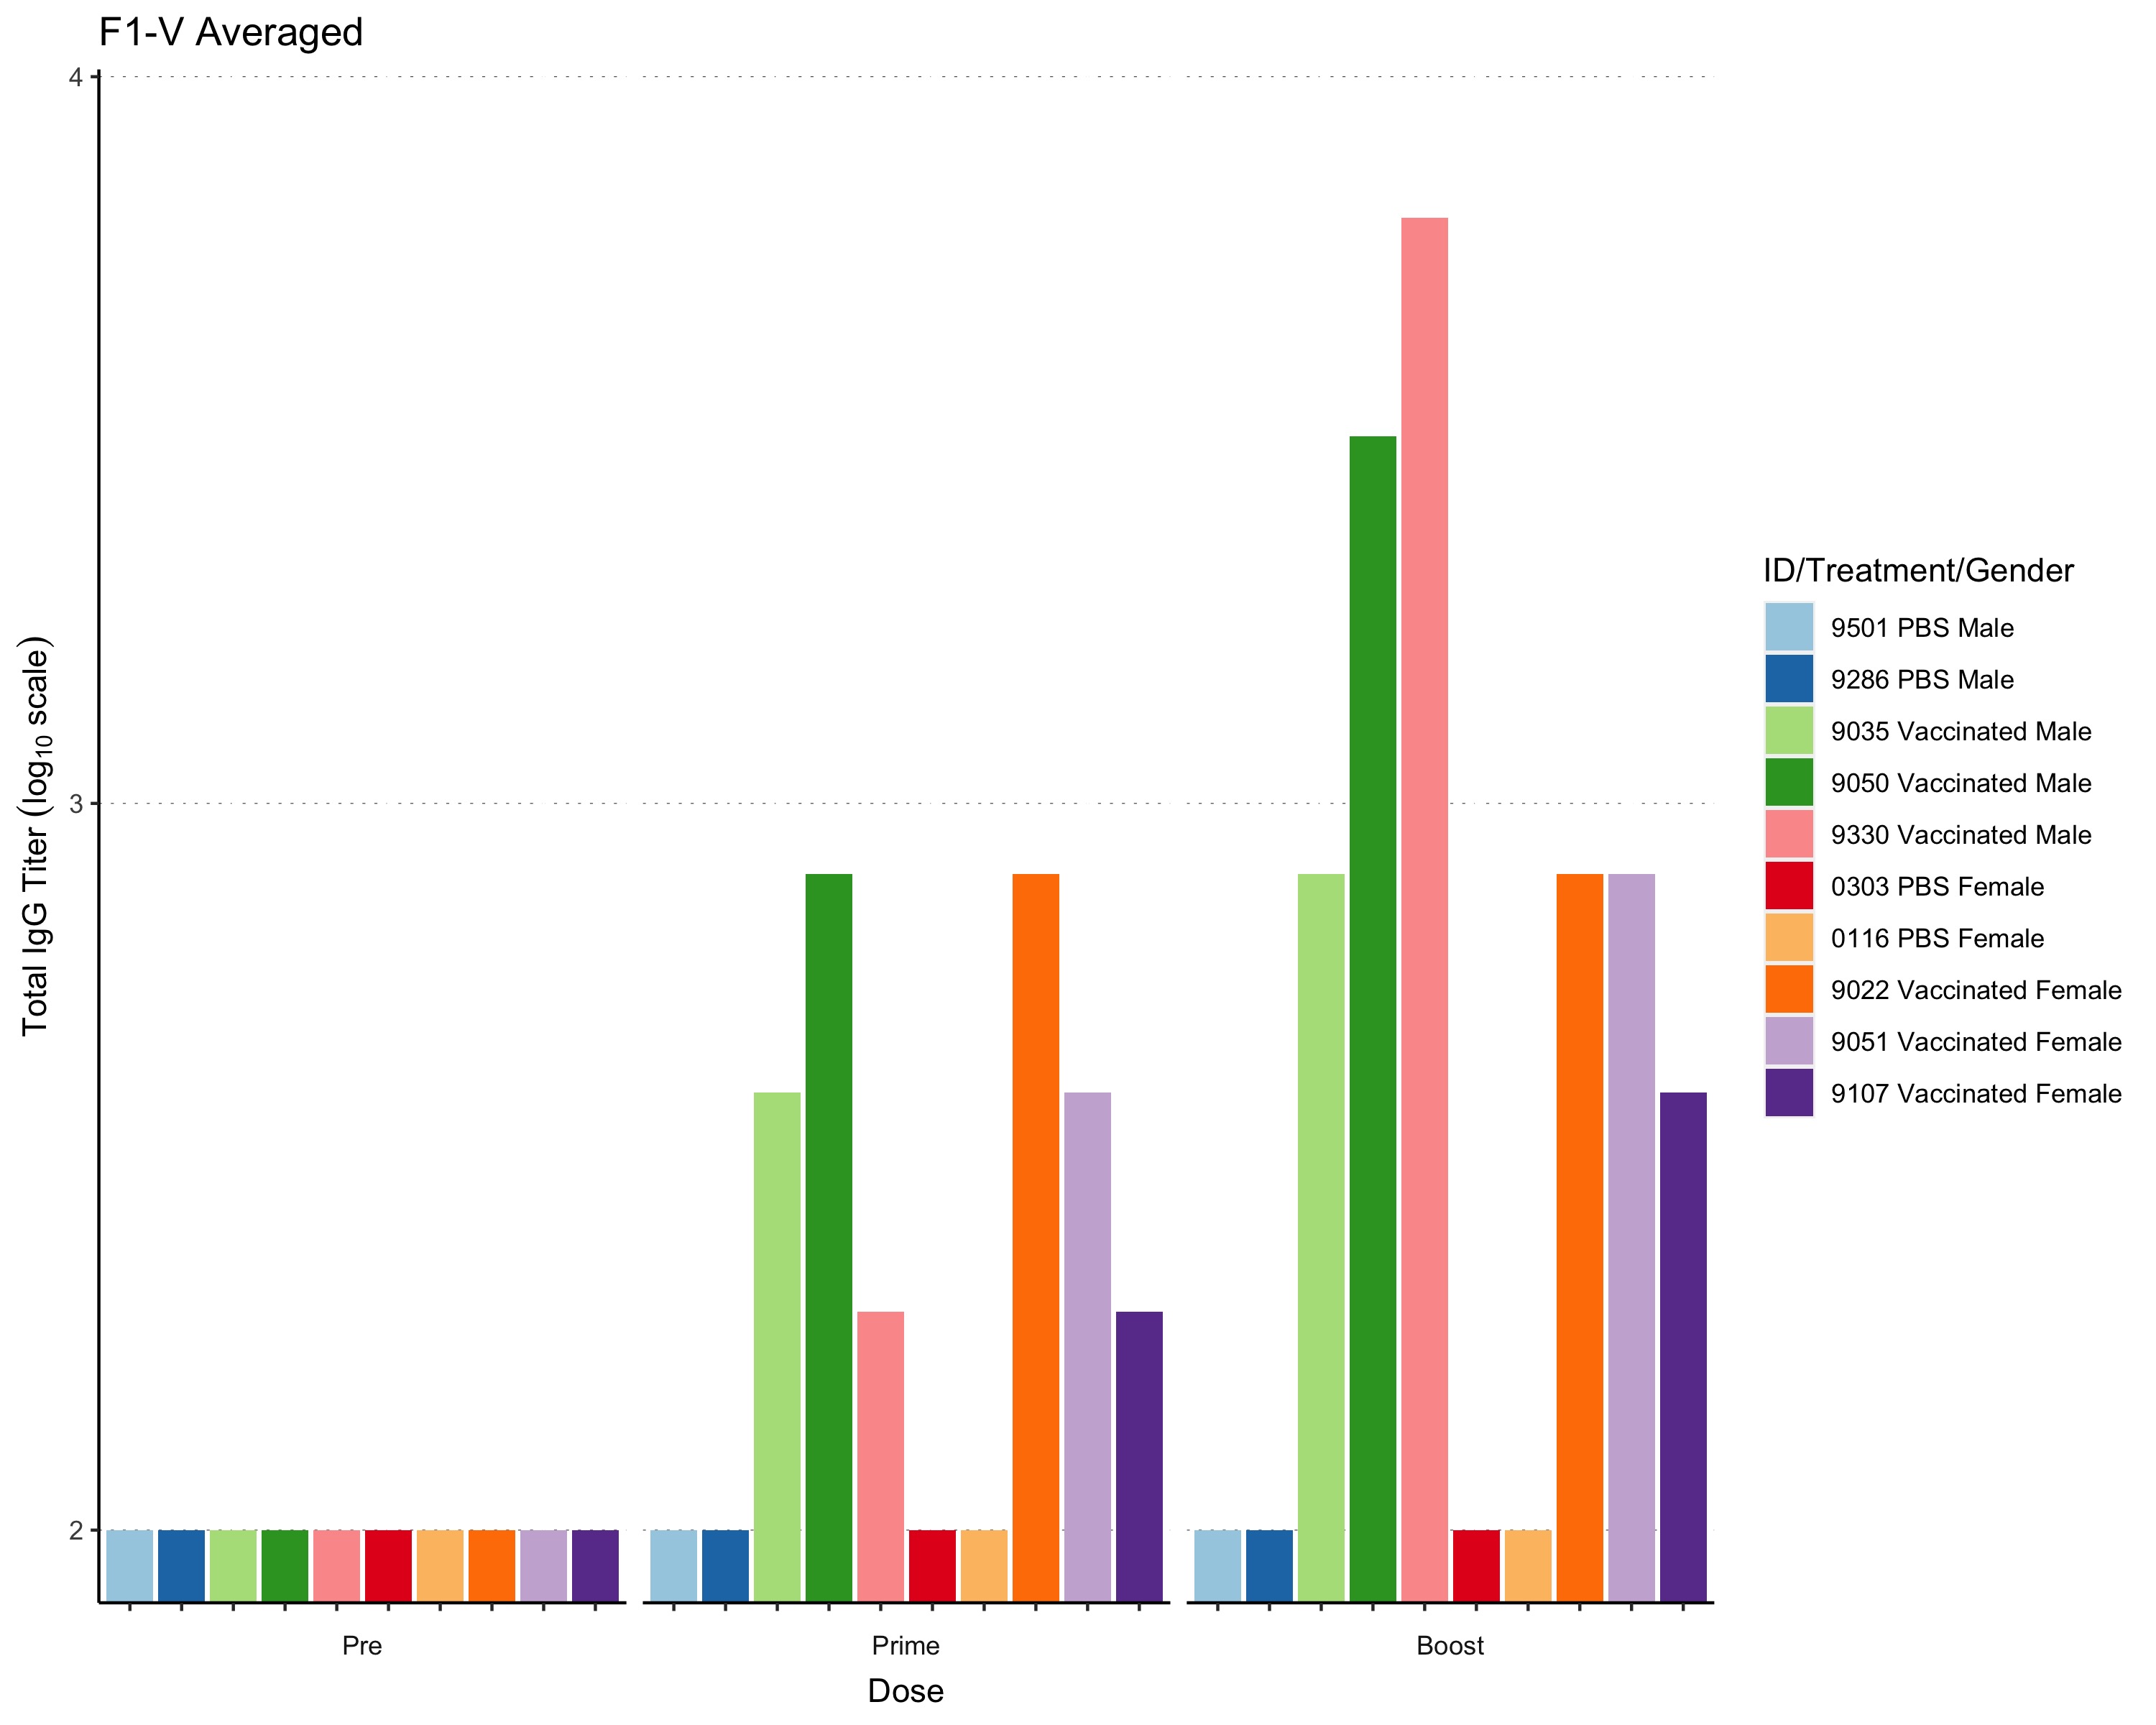 F1-V Averaged
4
3
2
Total IgG Titer (log10 scale)
Pre
Prime
Boost
Dose
ID/Treatment/Gender
9501 PBS Male
9286 PBS Male
9035 Vaccinated Male
9050 Vaccinated Male
9330 Vaccinated Male
0303 PBS Female
0116 PBS Female
9022 Vaccinated Female
9051 Vaccinated Female
9107 Vaccinated Female